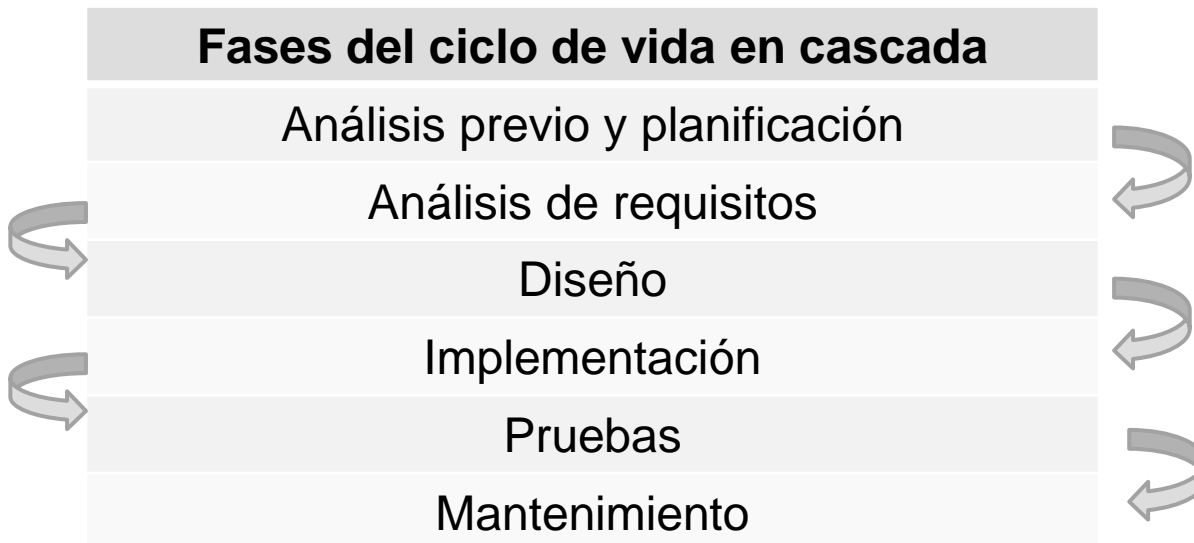 Fases del ciclo de vida en cascada
Análisis previo y planificación
Análisis de requisitos
Diseño
Implementación
Pruebas
Mantenimiento